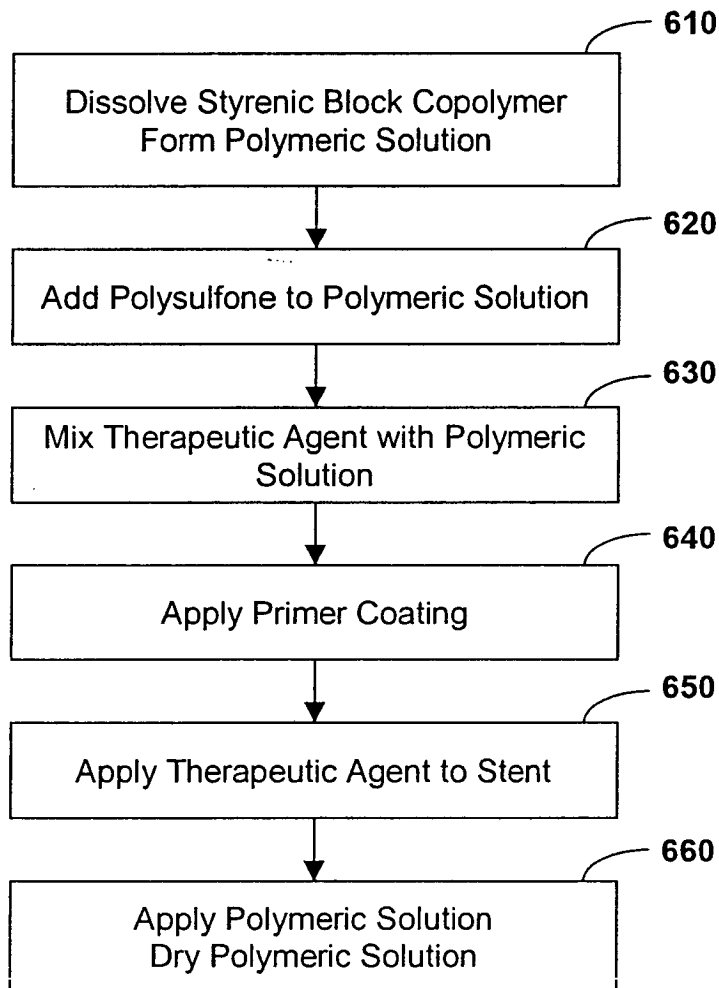 610
Dissolve Styrenic Block Copolymer
Form Polymeric Solution
620
Add Polysulfone to Polymeric Solution
630
Mix Therapeutic Agent with Polymeric
Solution
640
Apply Primer Coating
650
Apply Therapeutic Agent to Stent
660
Apply Polymeric Solution
Dry Polymeric Solution